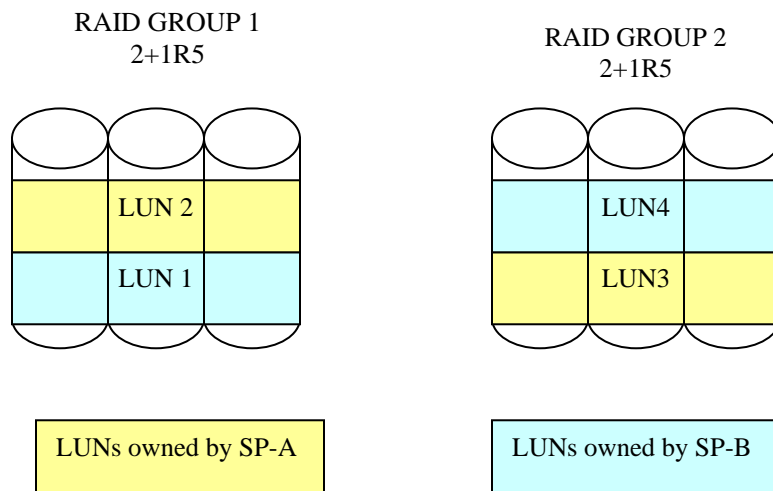 RAID GROUP 1
2+1R5
RAID GROUP 2
2+1R5
LUN 2
LUN 1
LUN4
LUN3
LUNs owned by SP-A
LUNs owned by SP-B